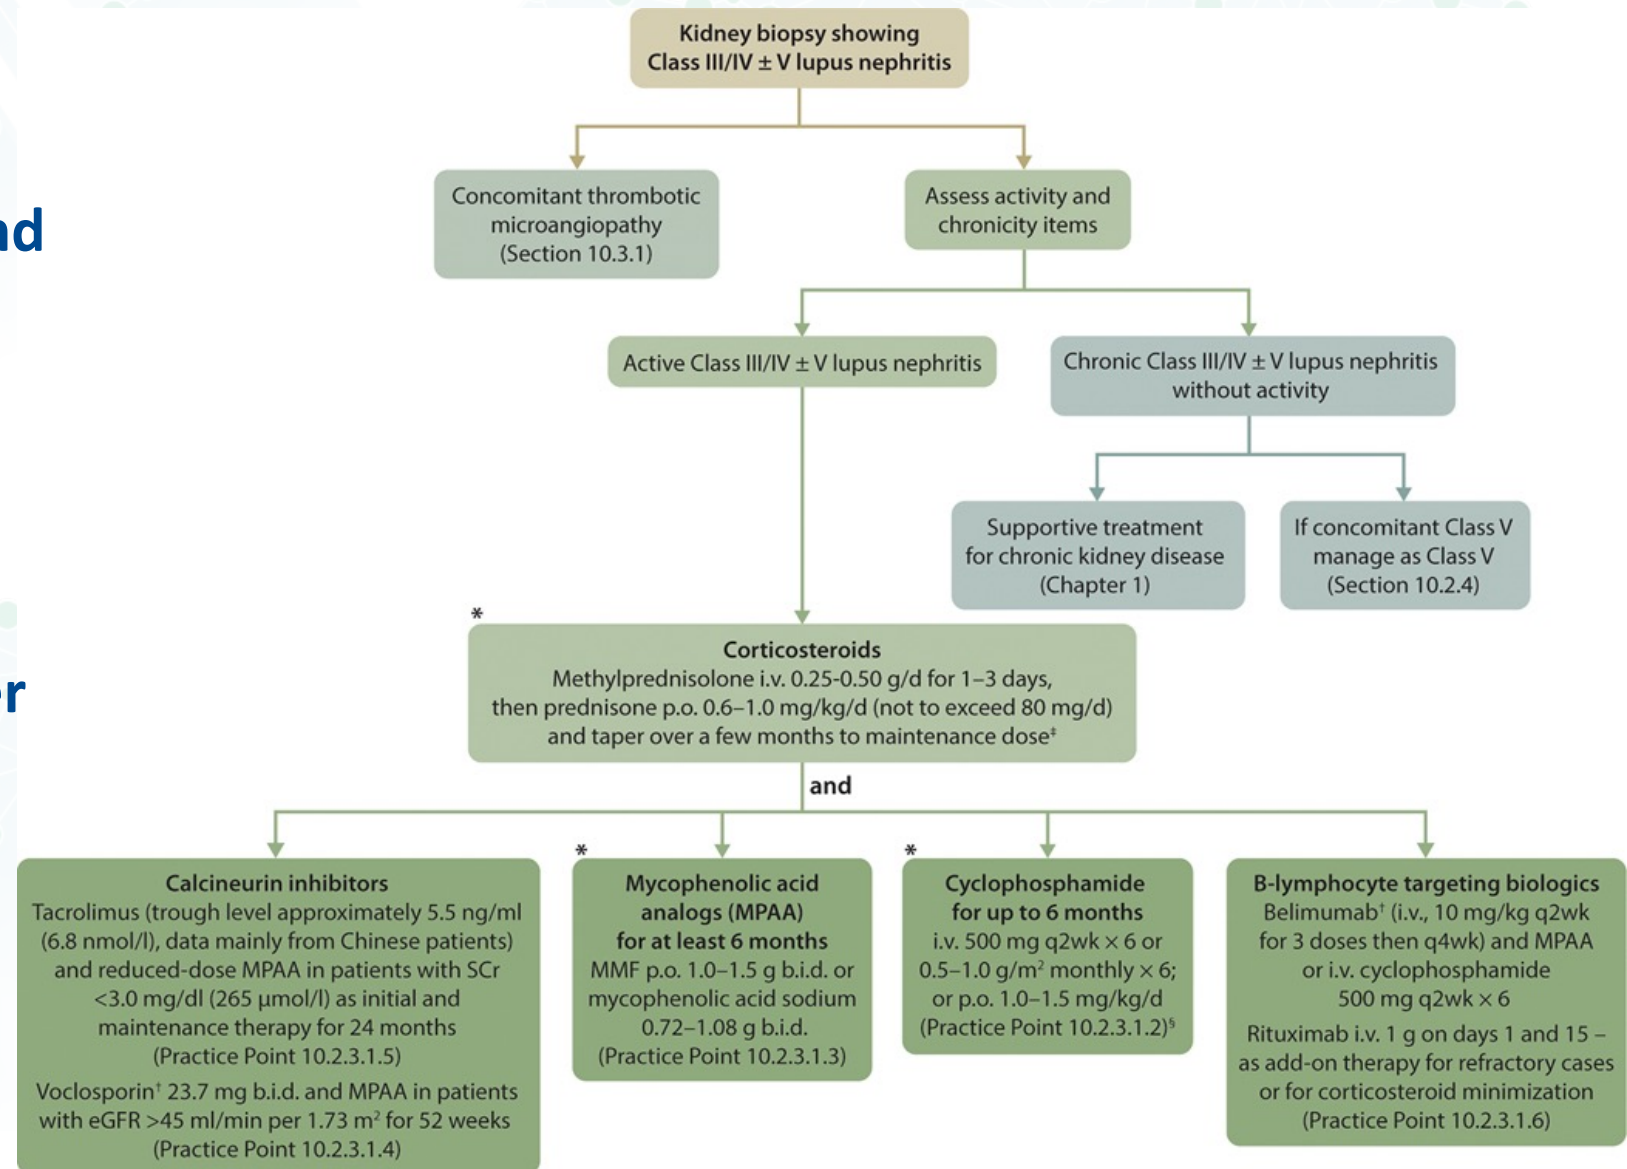 Kidney biopsy showing
Class III/IV ± V lupus nephritis
Concomitant thrombotic
microangiopathy
(Section 10.3.1)
Assess activity and
chronicity items
nd
Active Class III/IV ± V lupus nephritis
Chronic Class III/IV ± V lupus nephritis
without activity
Supportive treatment
for chronic kidney disease
(Chapter 1)
If concomitant Class V
manage as Class V
(Section 10.2.4)
er
*
Corticosteroids
Methylprednisolone i.v. 0.25-0.50 g/d for 1–3 days,
then prednisone p.o. 0.6–1.0 mg/kg/d (not to exceed 80 mg/d)
and taper over a few months to maintenance dose‡
and
Calcineurin inhibitors
Tacrolimus (trough level approximately 5.5 ng/ml
(6.8 nmol/l), data mainly from Chinese patients)
and reduced-dose MPAA in patients with SCr
<3.0 mg/dl (265 μmol/l) as initial and
maintenance therapy for 24 months
(Practice Point 10.2.3.1.5)
Voclosporin† 23.7 mg b.i.d. and MPAA in patients
with eGFR >45 ml/min per 1.73 m² for 52 weeks
(Practice Point 10.2.3.1.4)
*
Mycophenolic acid
analogs (MPAA)
for at least 6 months
MMF p.o. 1.0–1.5 g b.i.d. or
mycophenolic acid sodium
0.72–1.08 g b.i.d.
(Practice Point 10.2.3.1.3)
*
Cyclophosphamide
for up to 6 months
i.v. 500 mg q2wk × 6 or
0.5–1.0 g/m² monthly × 6;
or p.o. 1.0–1.5 mg/kg/d
(Practice Point 10.2.3.1.2)§
B-lymphocyte targeting biologics
Belimumab† (i.v., 10 mg/kg q2wk
for 3 doses then q4wk) and MPAA
or i.v. cyclophosphamide
500 mg q2wk × 6
Rituximab i.v. 1 g on days 1 and 15 –
as add-on therapy for refractory cases
or for corticosteroid minimization
(Practice Point 10.2.3.1.6)